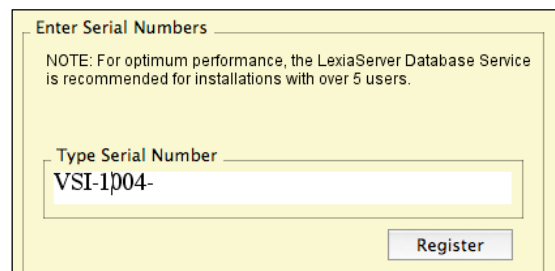 Enter Serial Numbers
NOTE: For optimum performance, the LexiaServer Database Service
is recommended for installations with over 5 users.
Type Serial Number
VSI-1004-
Register